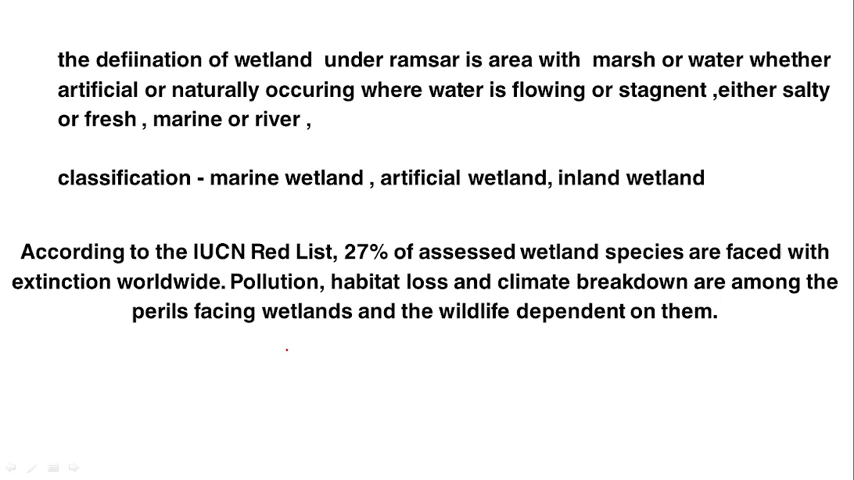 the defiination of wetland under ramsar is area with marsh or water whether
artificial or naturally occuring where water is flowing or stagnent ,either salty
or fresh , marine or river ,
classification - marine wetland , artificial wetland, inland wetland
According to the IUCN Red List, 27% of assessed wetland species are faced with
extinction worldwide. Pollution, habitat loss and climate breakdown are among the
perils facing wetlands and the wildlife dependent on them.